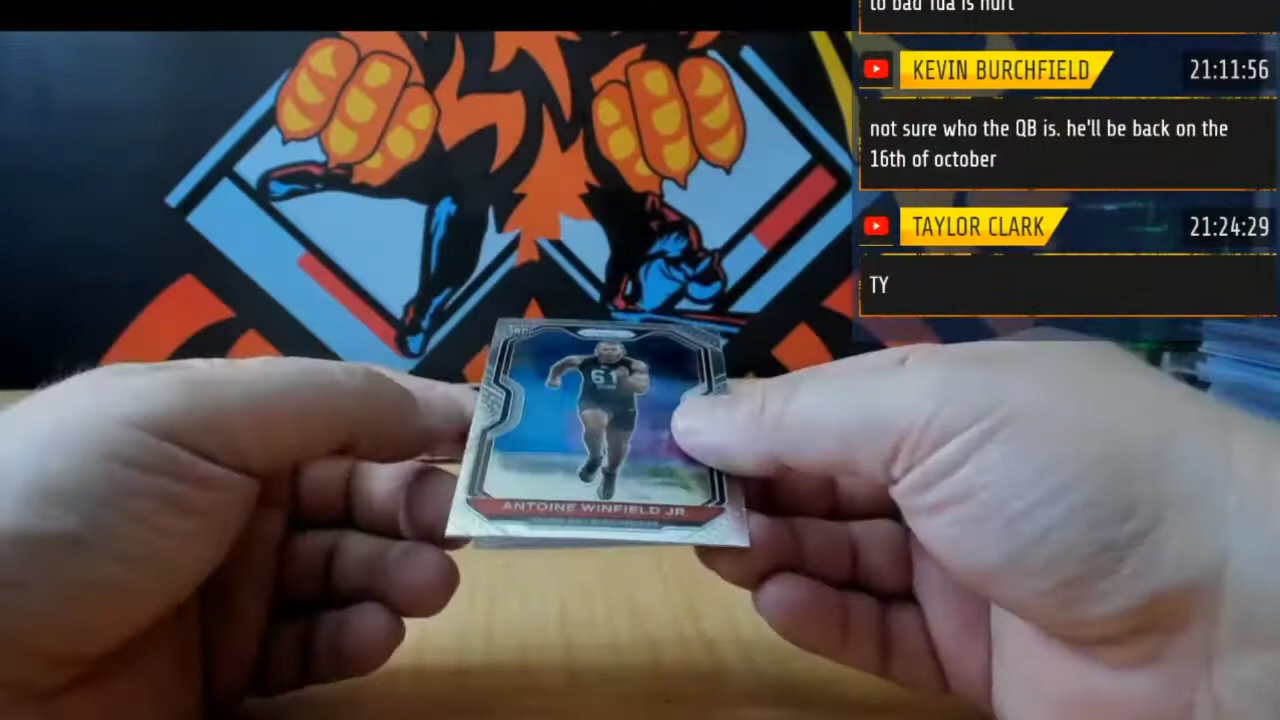 to bad Tua is hurt
KEVIN BURCHFIELD
21:11:56
not sure who the QB is. he'll be back on the
16th of october
TAYLOR CLARK
21:24:29
TY
61
ANTOINE WINFIELD JR